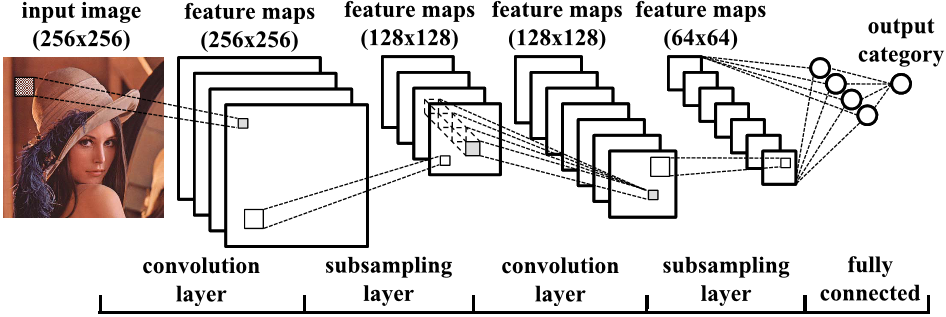 input image
(256x256)
feature maps
(256x256)
feature maps
(128x128)
feature maps
(128x128)
feature maps
(64x64)
output
category
convolution
layer
subsampling
layer
convolution
layer
subsampling
layer
fully
connected